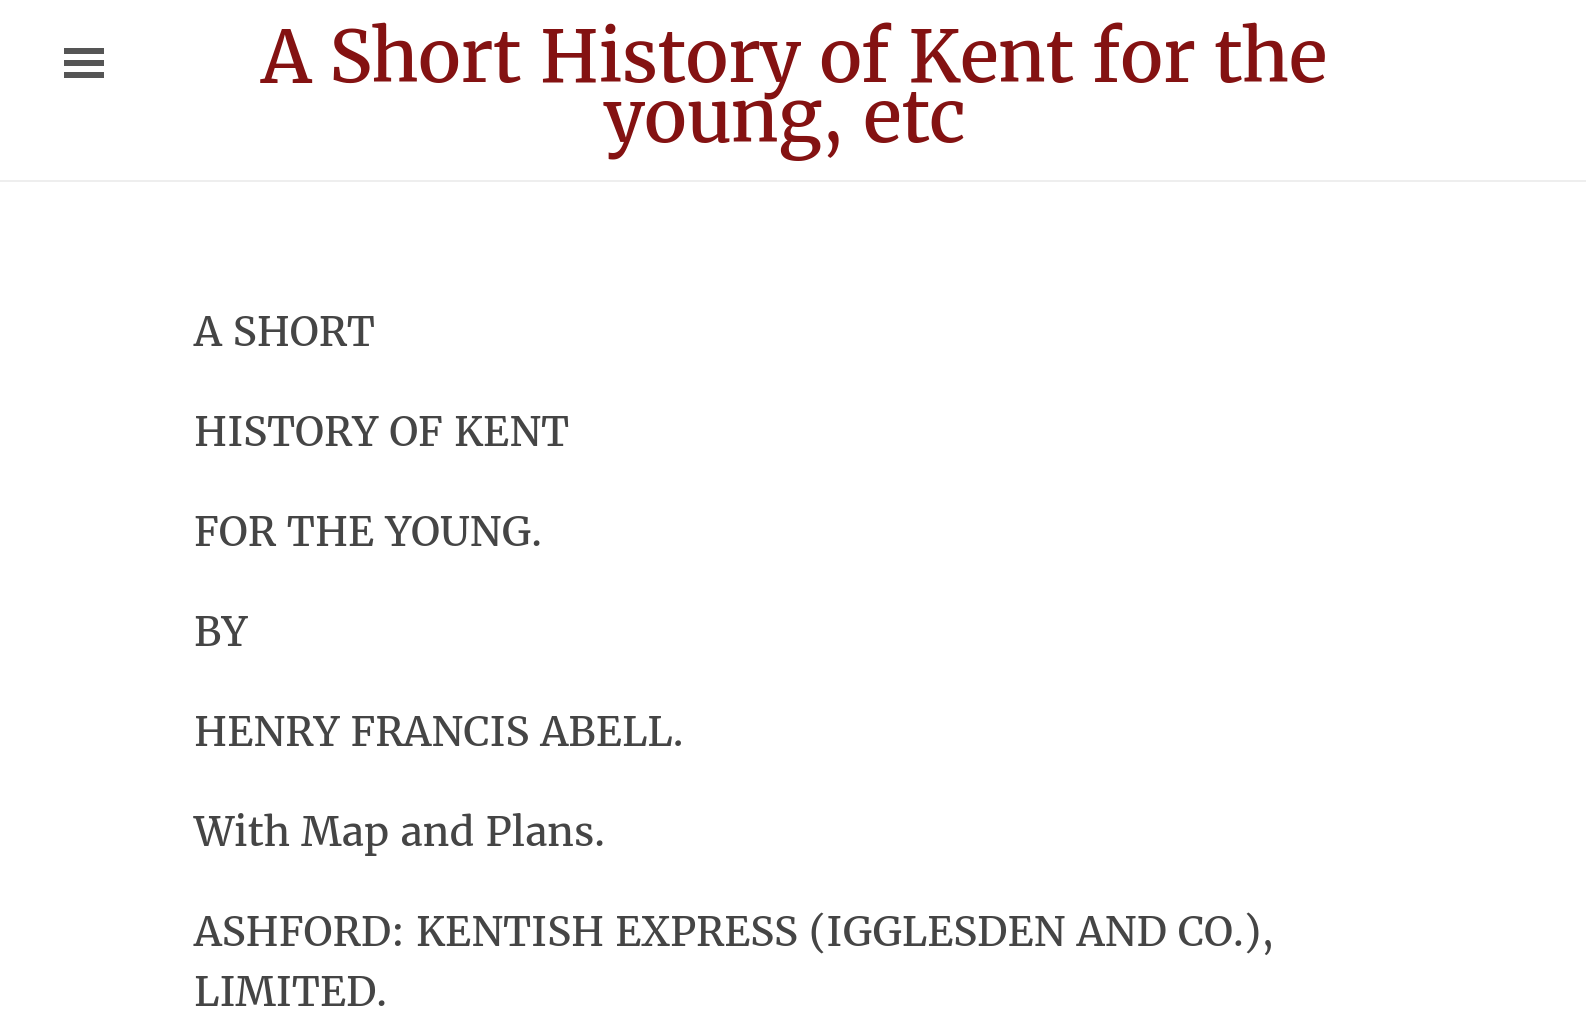 A Short History of Kent for the
young, etc
A SHORT
HISTORY OF KENT
FOR THE YOUNG.
BY
HENRY FRANCIS ABELL.
With Map and Plans.
ASHFORD: KENTISH EXPRESS (IGGLESDEN AND CO.),
LIMITED.